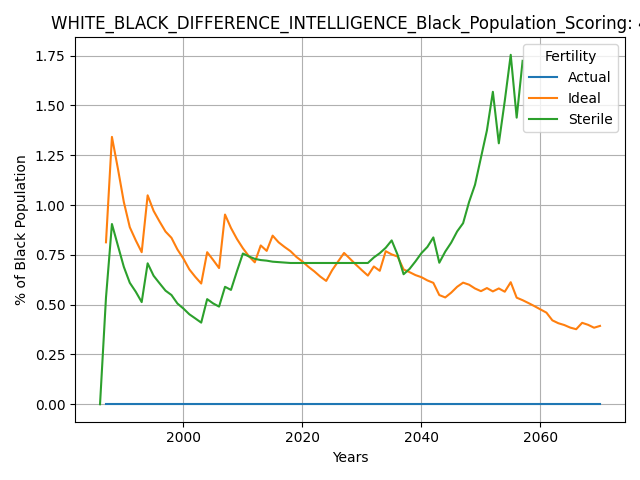 WHITE_BLACK_DIFFERENCE_INTELLIGENCE_Black_Population_Scoring:
Fertility
Actual
Ideal
Sterile
% of Black Population
1.75
1.50
1.25
1.00
0.75
0.50
0.25
0.00
2000 2020 2040 2060
Years